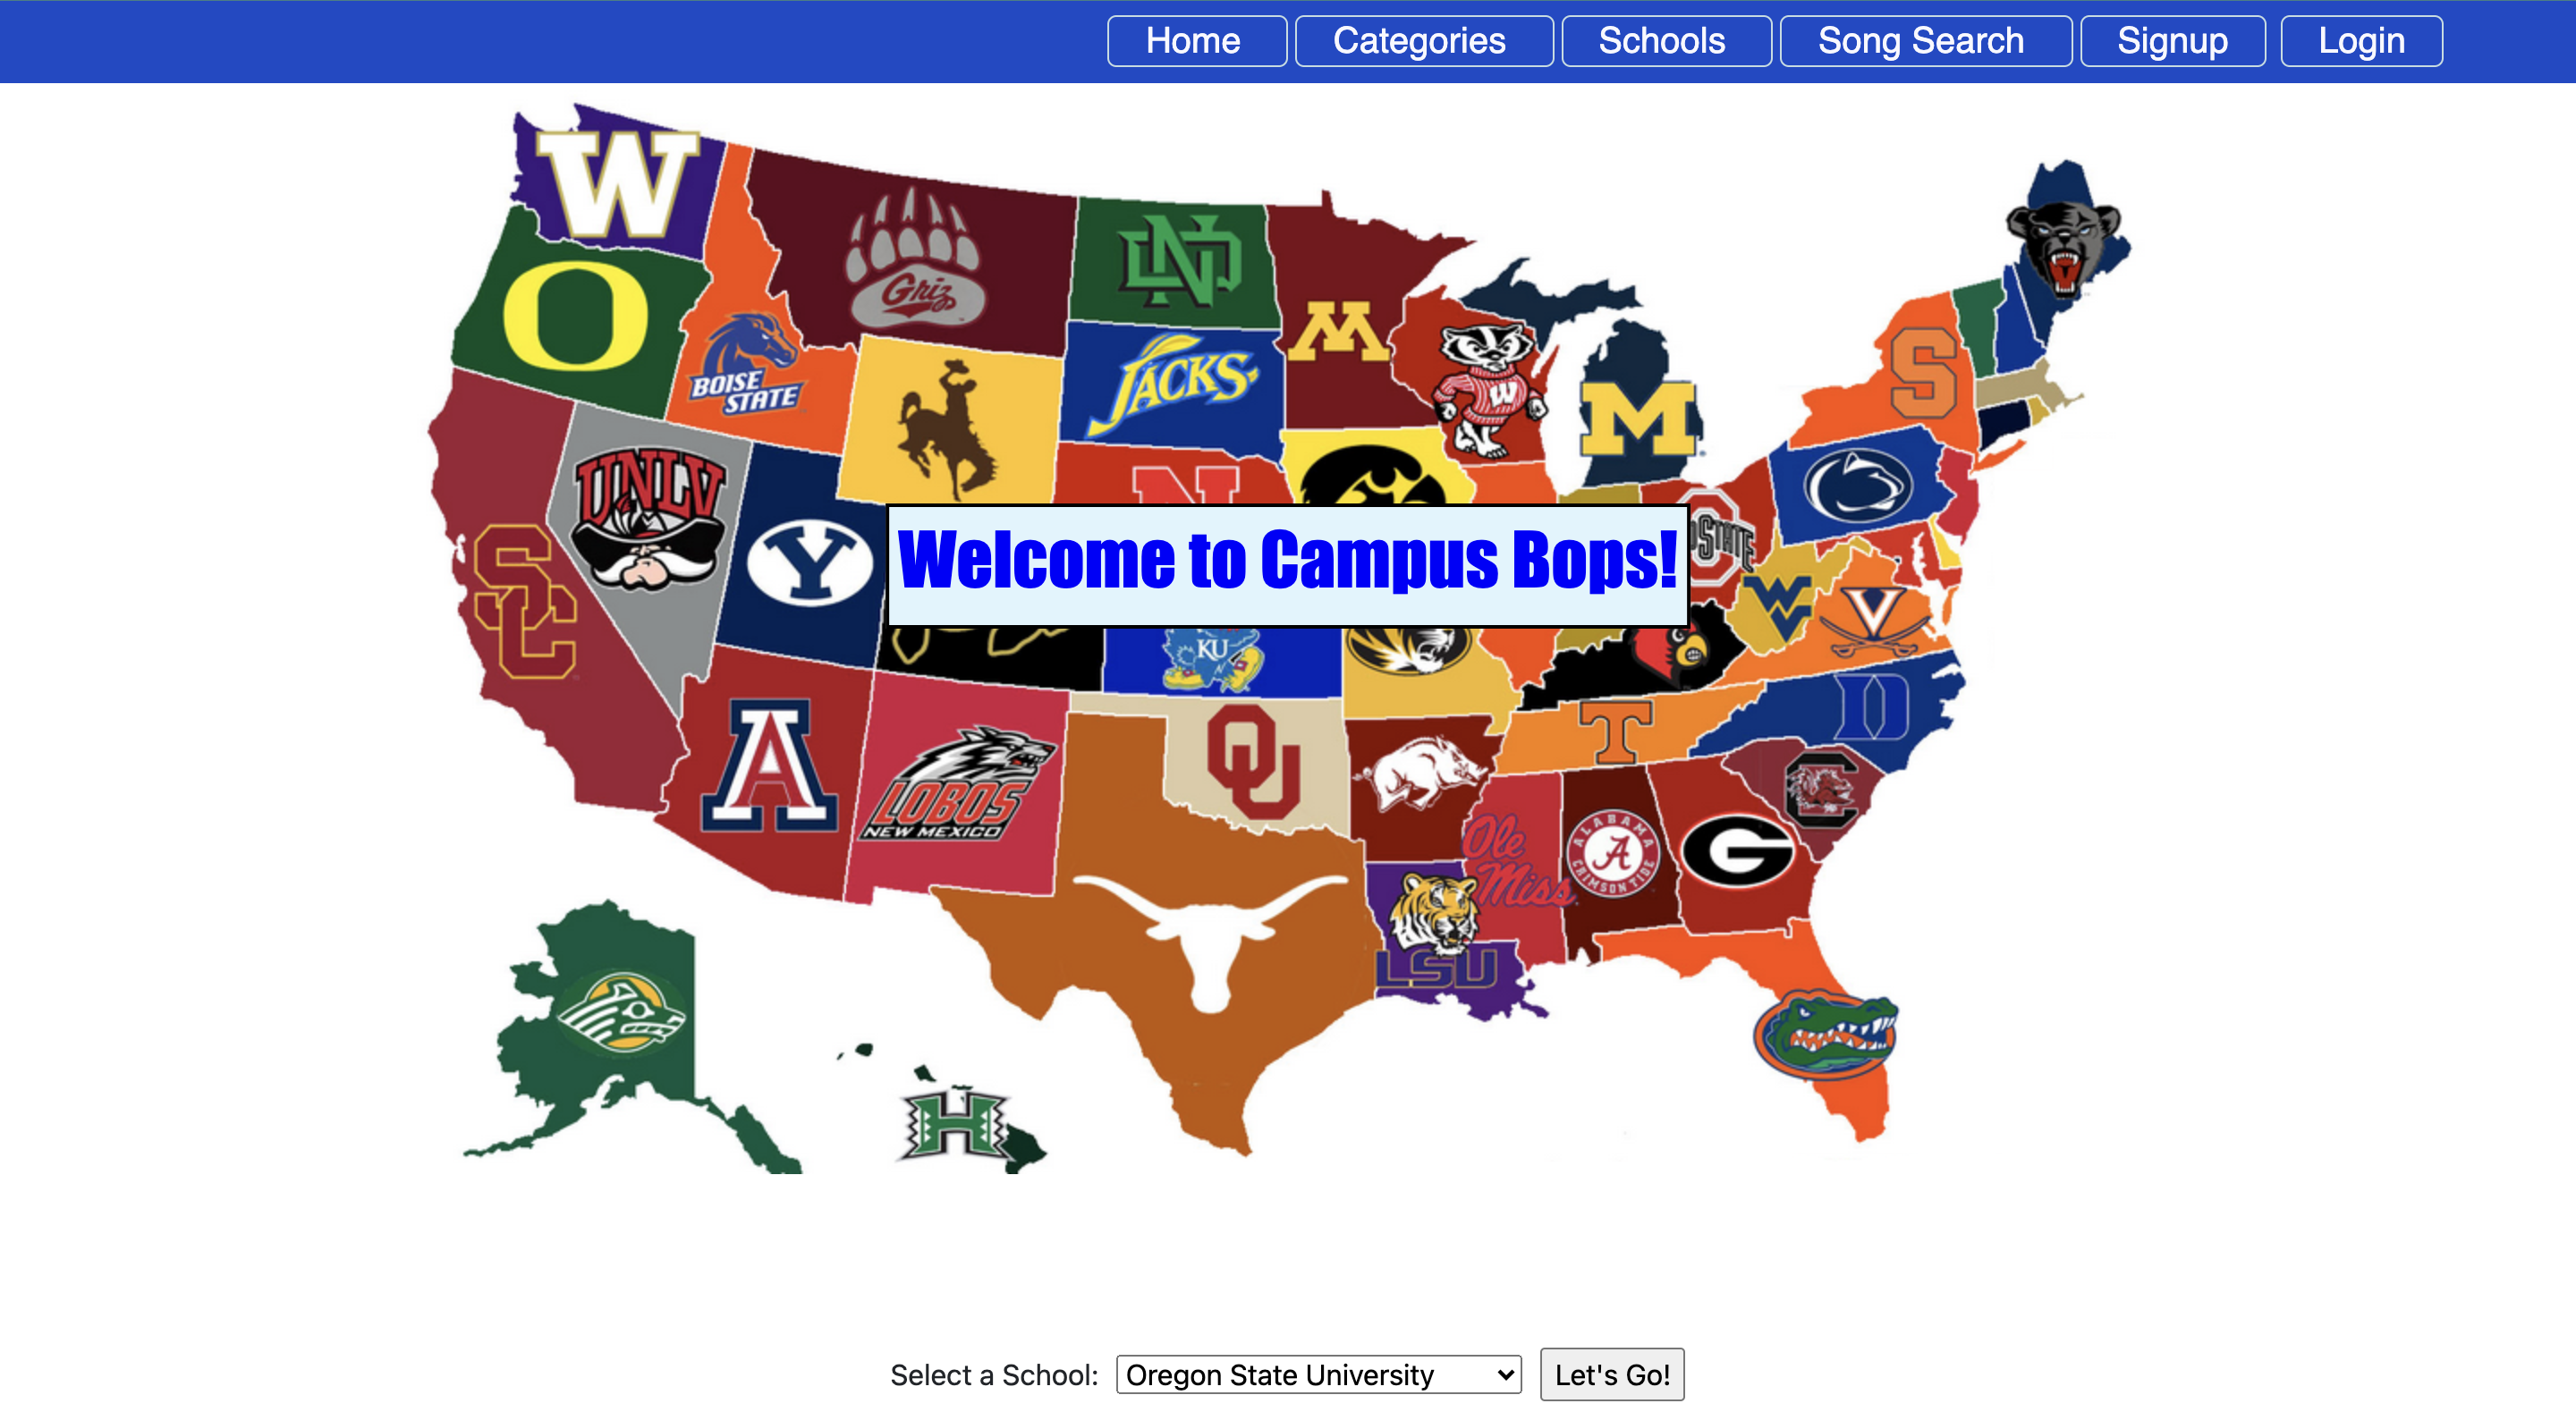 Home Categories Schools Song Search Signup Login
W
O
Griz
ND
BOISE
STATE
JACKS
M
W
M
S
UNLV
Y
N
STATE
SC
Welcome to Campus Bops!
WV
V
KU
A
LOBOS
NEW MEXICO
OU
T
D
C
Ole
Miss
ALABAMA
A
CRIMSON TIDE
G
LSU
H
Select a School: Oregon State University Let's Go!